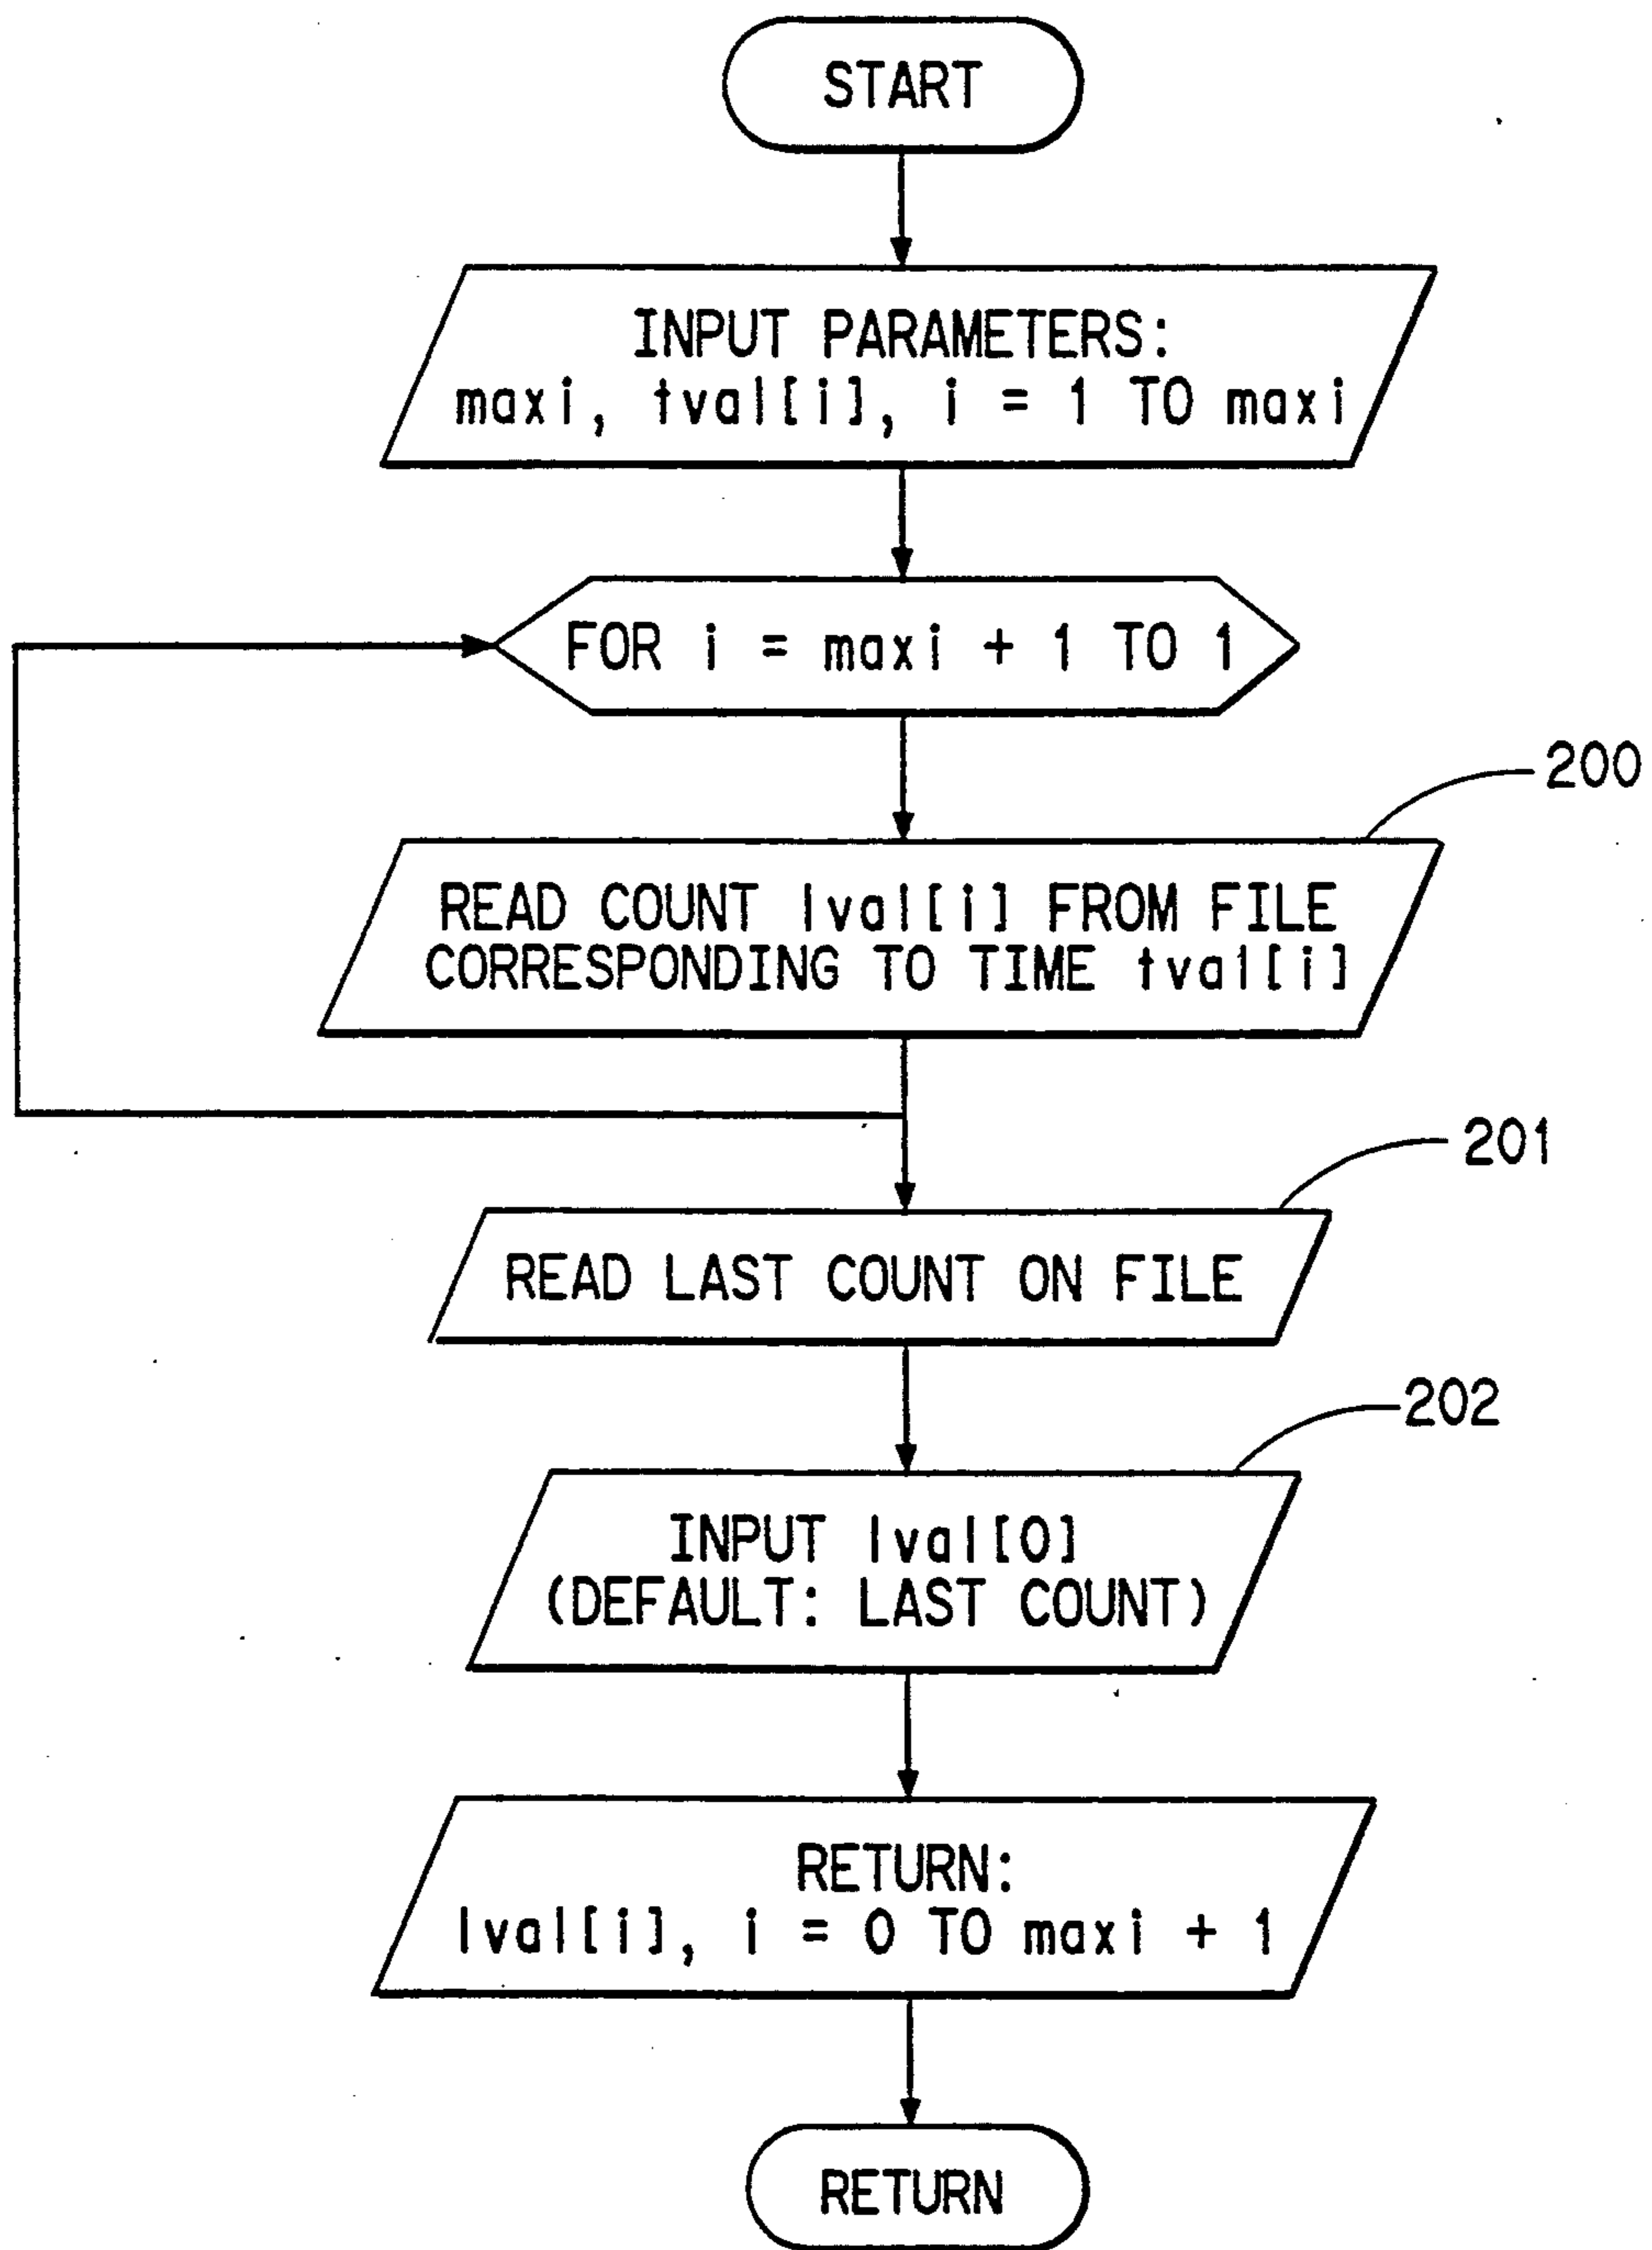 START
INPUT PARAMETERS:
maxi, tval[i], i = 1 TO maxi
FOR i = maxi + 1 TO 1
200
READ COUNT lval[i] FROM FILE
CORRESPONDING TO TIME tval[i]
201
READ LAST COUNT ON FILE
202
INPUT lval[0]
(DEFAULT: LAST COUNT)
RETURN:
lval[i], i = 0 TO maxi + 1
RETURN